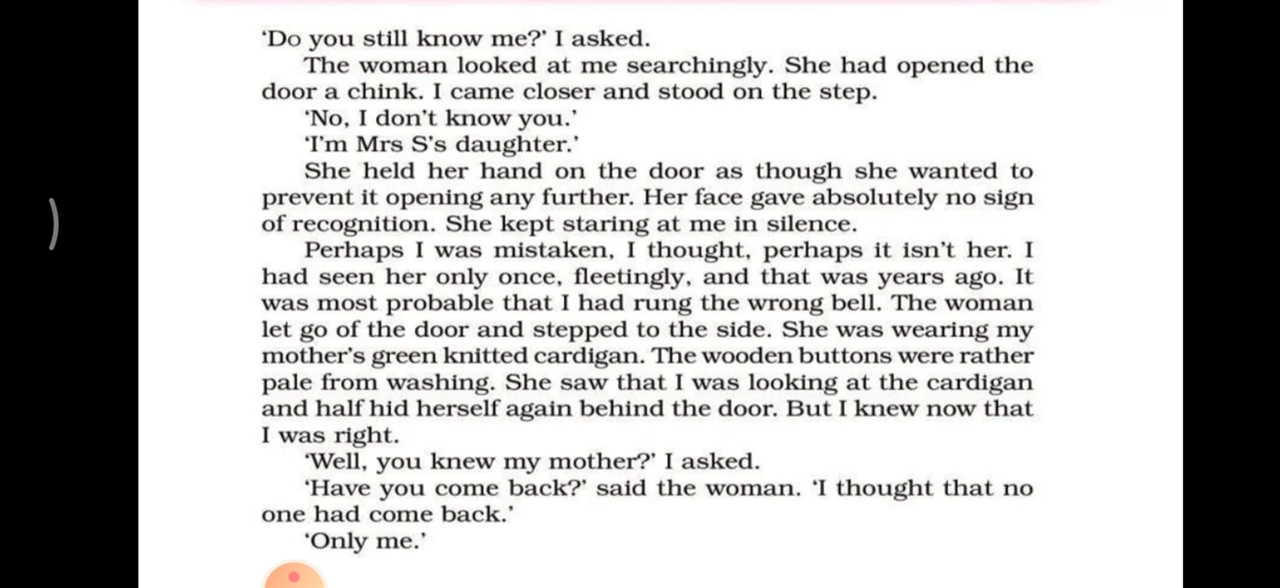 ‘Do you still know me?’ I asked.
The woman looked at me searchingly. She had opened the
door a chink. I came closer and stood on the step.
‘No, I don’t know you.’
‘I’m Mrs S’s daughter.’
She held her hand on the door as though she wanted to
prevent it opening any further. Her face gave absolutely no sign
of recognition. She kept staring at me in silence.
Perhaps I was mistaken, I thought, perhaps it isn’t her. I
had seen her only once, fleetingly, and that was years ago. It
was most probable that I had rung the wrong bell. The woman
let go of the door and stepped to the side. She was wearing my
mother’s green knitted cardigan. The wooden buttons were rather
pale from washing. She saw that I was looking at the cardigan
and half hid herself again behind the door. But I knew now that
I was right.
‘Well, you knew my mother?’ I asked.
‘Have you come back?’ said the woman. ‘I thought that no
one had come back.’
‘Only me.’